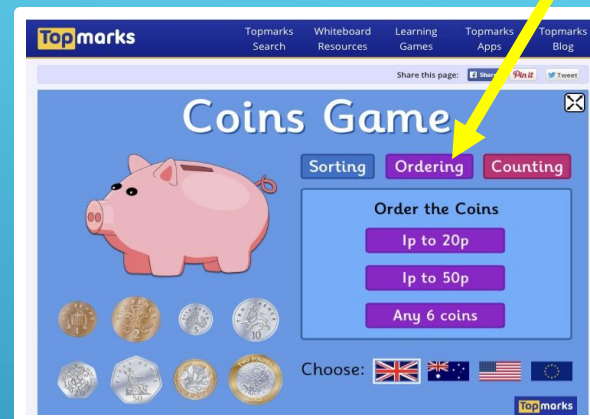 Topmarks
Topmarks Search
Whiteboard Resources
Learning Games
Topmarks Apps
Topmarks Blog
Share this page:
Share
Pin it
Tweet
Coins Game
Sorting
Ordering
Counting
Order the Coins
1p to 20p
1p to 50p
Any 6 coins
Choose:
Topmarks